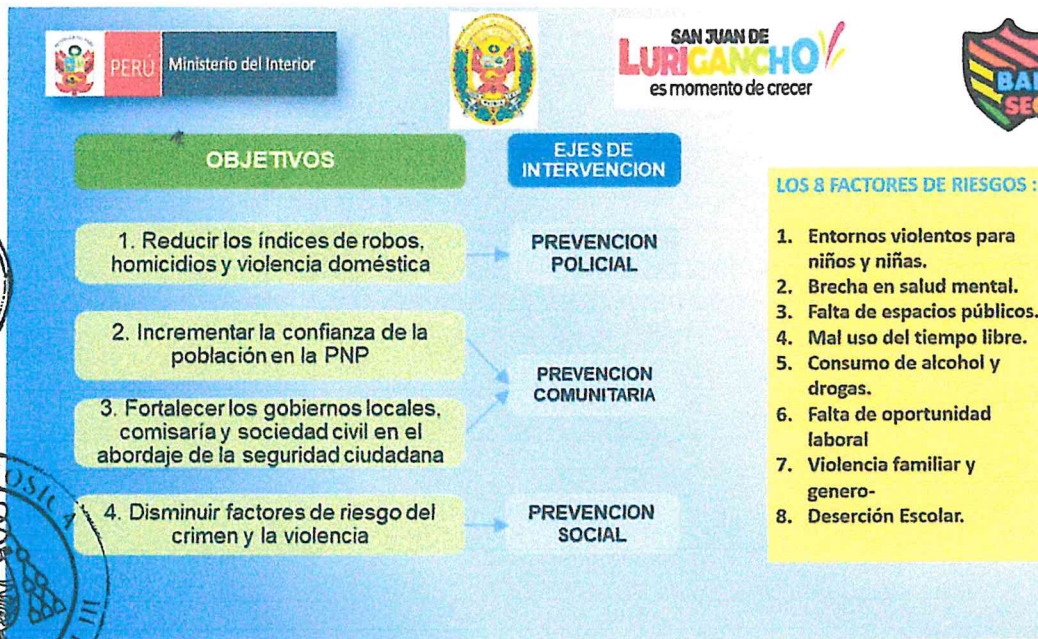 PERÚ
Ministerio del Interior
SAN JUAN DE
LURIGANCHO
es momento de crecer
OBJETIVOS
EJES DE
INTERVENCION
1. Reducir los índices de robos,
homicidios y violencia doméstica
PREVENCION
POLICIAL
2. Incrementar la confianza de la
población en la PNP
3. Fortalecer los gobiernos locales,
comisaría y sociedad civil en el
abordaje de la seguridad ciudadana
PREVENCION
COMUNITARIA
4. Disminuir factores de riesgo del
crimen y la violencia
PREVENCION
SOCIAL
LOS 8 FACTORES DE RIESGOS :
1. Entornos violentos para
niños y niñas.
2. Brecha en salud mental.
3. Falta de espacios públicos.
4. Mal uso del tiempo libre.
5. Consumo de alcohol y
drogas.
6. Falta de oportunidad
laboral
7. Violencia familiar y
genero-
8. Deserción Escolar.